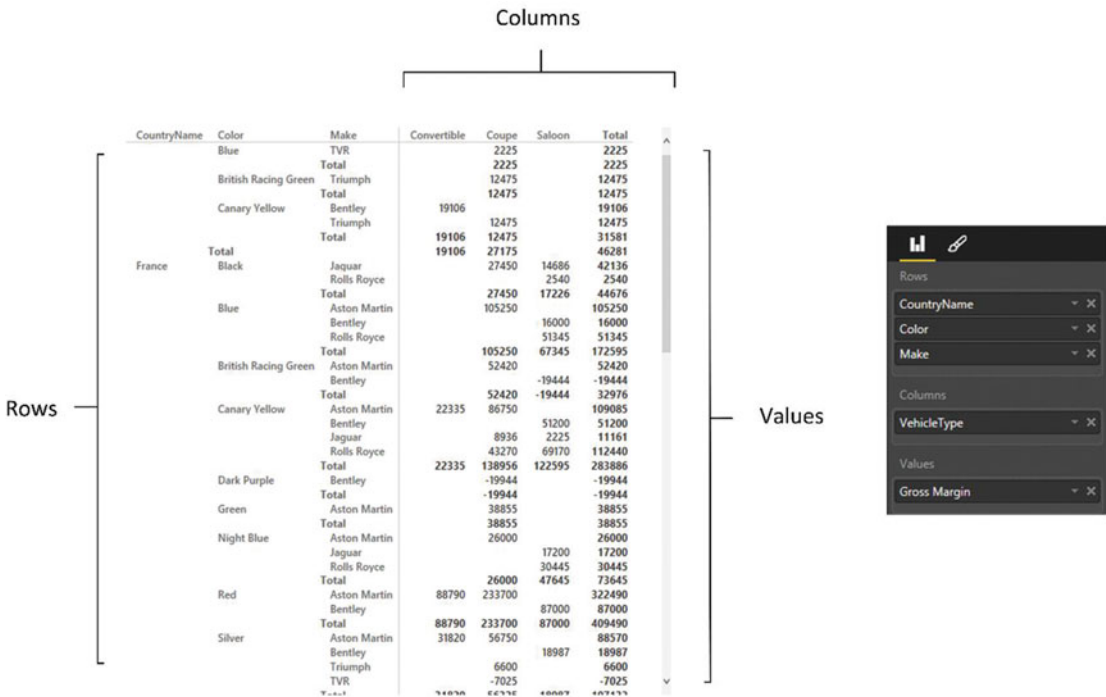 Columns
CountryName Color Make Convertible Coupe Saloon Total
Blue TVR 2225 2225
Total 2225 2225
British Racing Green Triumph 12475 12475
Total 12475 12475
Canary Yellow Bentley 19106 19106
Triumph 12475 12475
Total 19106 12475 31581
Total 19106 27175 46281
France Black Jaquar 27450 14686 42136
Rolls Royce 2540 2540
Total 27450 17226 44676
Blue Aston Martin 105250 105250
Bentley 16000 16000
Rolls Royce 51345 51345
Total 105250 67345 172595
British Racing Green Aston Martin 52420 52420
Bentley -19444 -19444
Total 52420 -19444 32976
Canary Yellow Aston Martin 22335 86750 109085
Bentley 51200 51200
Jaguar 8936 2225 11161
Rolls Royce 43270 69170 112440
Total 22335 138956 122595 283886
Dark Purple Bentley -19944 -19944
Total -19944 -19944
Green Aston Martin 38855 38855
Total 38855 38855
Night Blue Aston Martin 26000 26000
Jaquar 17200 17200
Rolls Royce 30445 30445
Total 26000 47645 73645
Red Aston Martin 88790 233700 322490
Bentley 87000 87000
Total 88790 233700 87000 409490
Silver Aston Martin 31820 56750 88570
Bentley 18987 18987
Triumph 6600 6600
TVR -7025 -7025
Rows
Values
Rows
CountryName
Color
Make
Columns
VehicleType
Values
Gross Margin